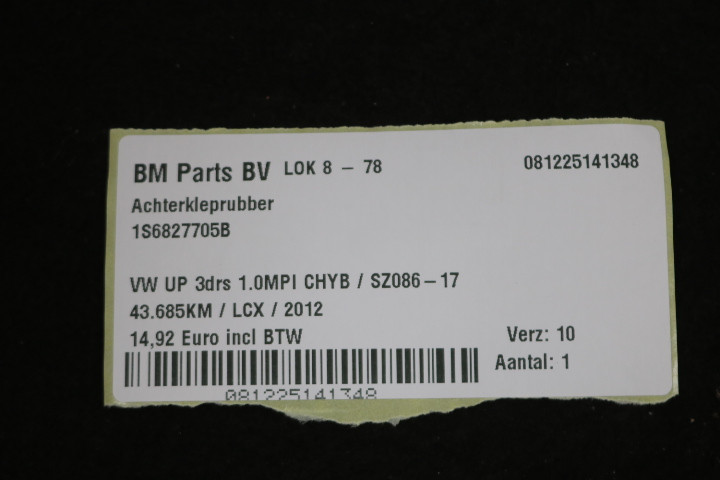 BM Parts BV LOK 8 – 78 081225141348
Achterkleprubber
1S6827705B
VW UP 3drs 1.0MPI CHYB / SZ086–17
43.685KM / LCX / 2012
14,92 Euro incl BTW Verz: 10
Aantal: 1
081225141348